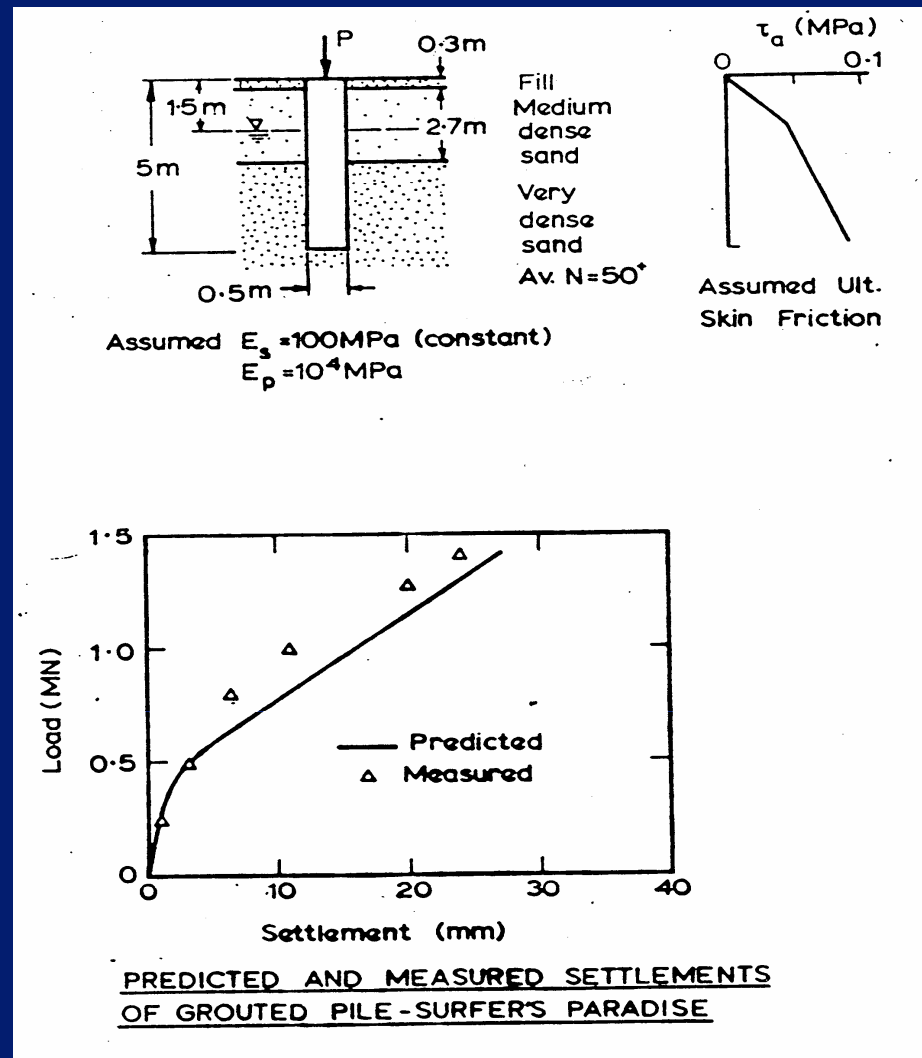 P
0·3m
τa (MPa)
0
0·1
1·5m
2·7m
5m
0·5m
Fill
Medium
dense
sand
Very
dense
sand
Av. N=50+
Assumed Ult.
Skin Friction
Assumed Es =100MPa (constant)
Ep =10⁴MPa
1·5
1·0
0·5
0
Load (MN)
Predicted
Measured
0
10
20
30
40
Settlement (mm)
PREDICTED AND MEASURED SETTLEMENTS
OF GROUTED PILE-SURFER'S PARADISE